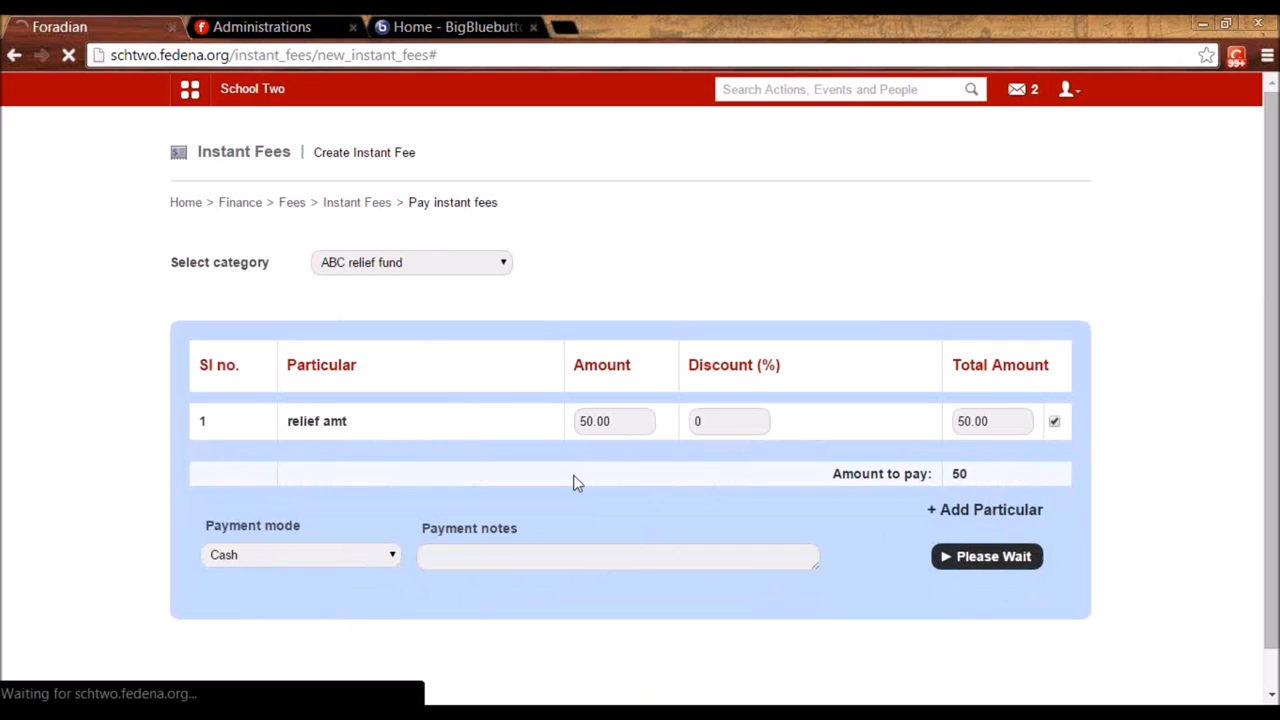 Foradian
Administrations
Home - BigBluebutt
schtwo.fedena.org/instant_fees/new_instant_fees#
99+
School Two
Search Actions, Events and People
2
Instant Fees | Create Instant Fee
Home > Finance > Fees > Instant Fees > Pay instant fees
Select category
ABC relief fund
Sl no. Particular Amount Discount (%) Total Amount
1 relief amt 50.00 0 50.00
Amount to pay: 50
+ Add Particular
Payment mode Payment notes
Cash
Please Wait
Waiting for schtwo.fedena.org...